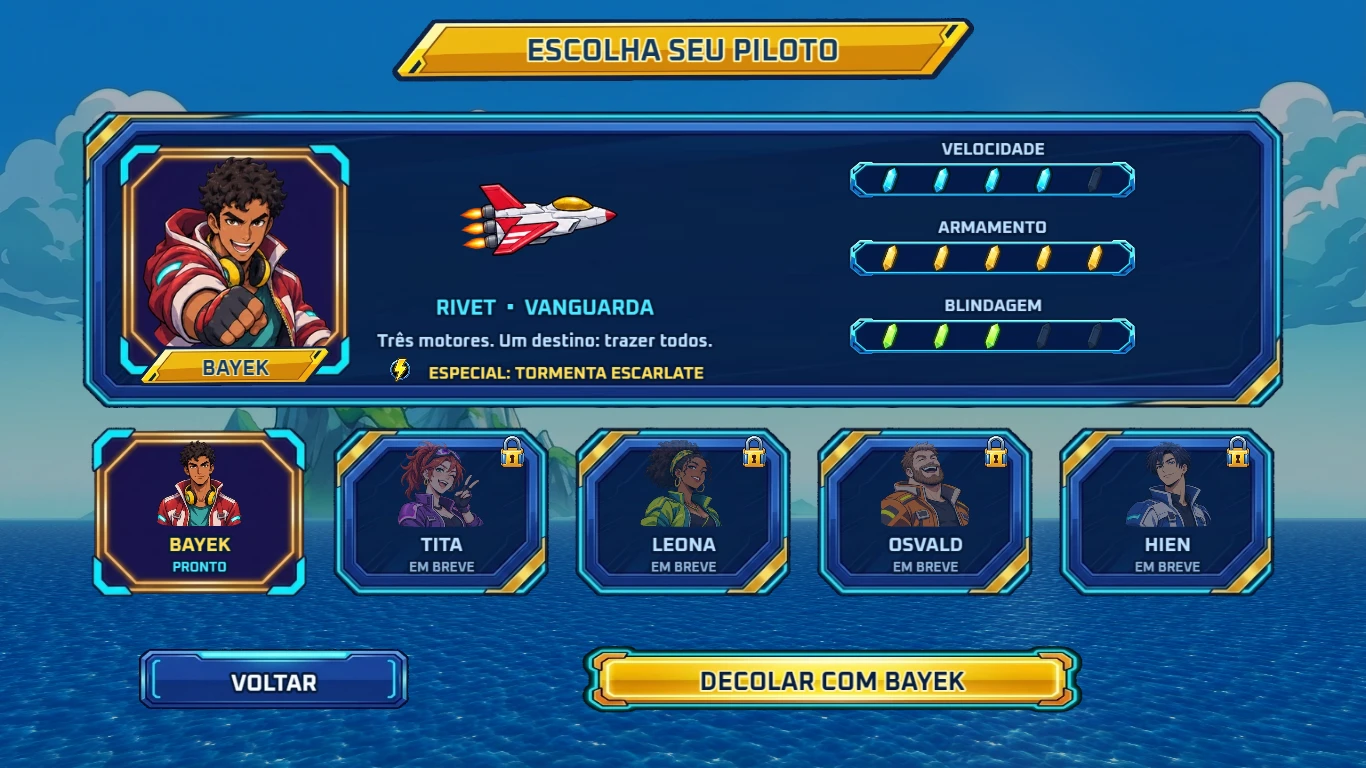 ESCOLHA SEU PILOTO
BAYEK
RIVET · VANGUARDA
Três motores. Um destino: trazer todos.
ESPECIAL: TORMENTA ESCARLATE
VELOCIDADE
ARMAMENTO
BLINDAGEM
BAYEK
PRONTO
TITA
EM BREVE
LEONA
EM BREVE
OSVALD
EM BREVE
HIEN
EM BREVE
VOLTAR
DECOLAR COM BAYEK